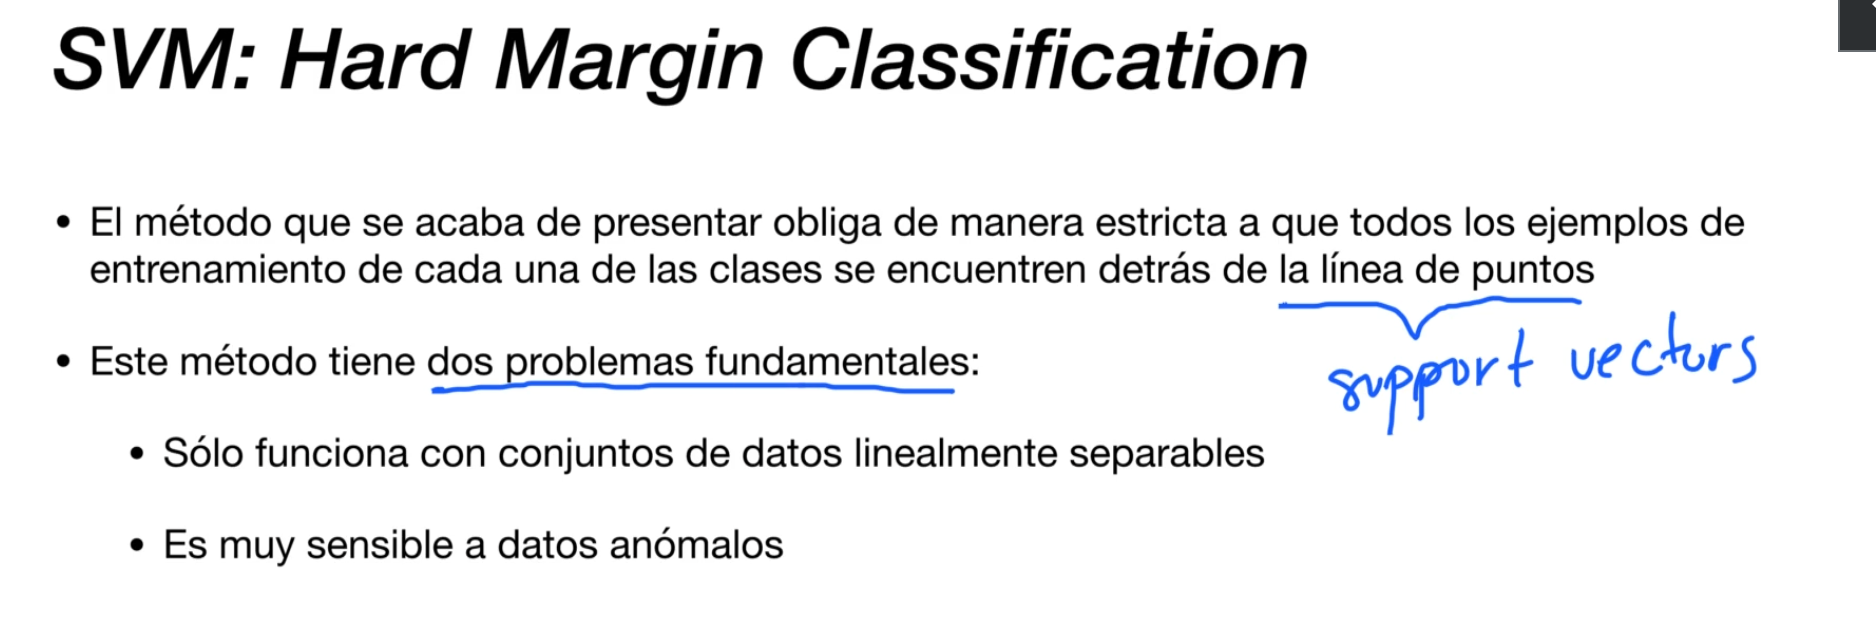 SVM: Hard Margin Classification
• El método que se acaba de presentar obliga de manera estricta a que todos los ejemplos de
entrenamiento de cada una de las clases se encuentren detrás de la línea de puntos
support vectors
• Este método tiene dos problemas fundamentales:
• Sólo funciona con conjuntos de datos linealmente separables
• Es muy sensible a datos anómalos